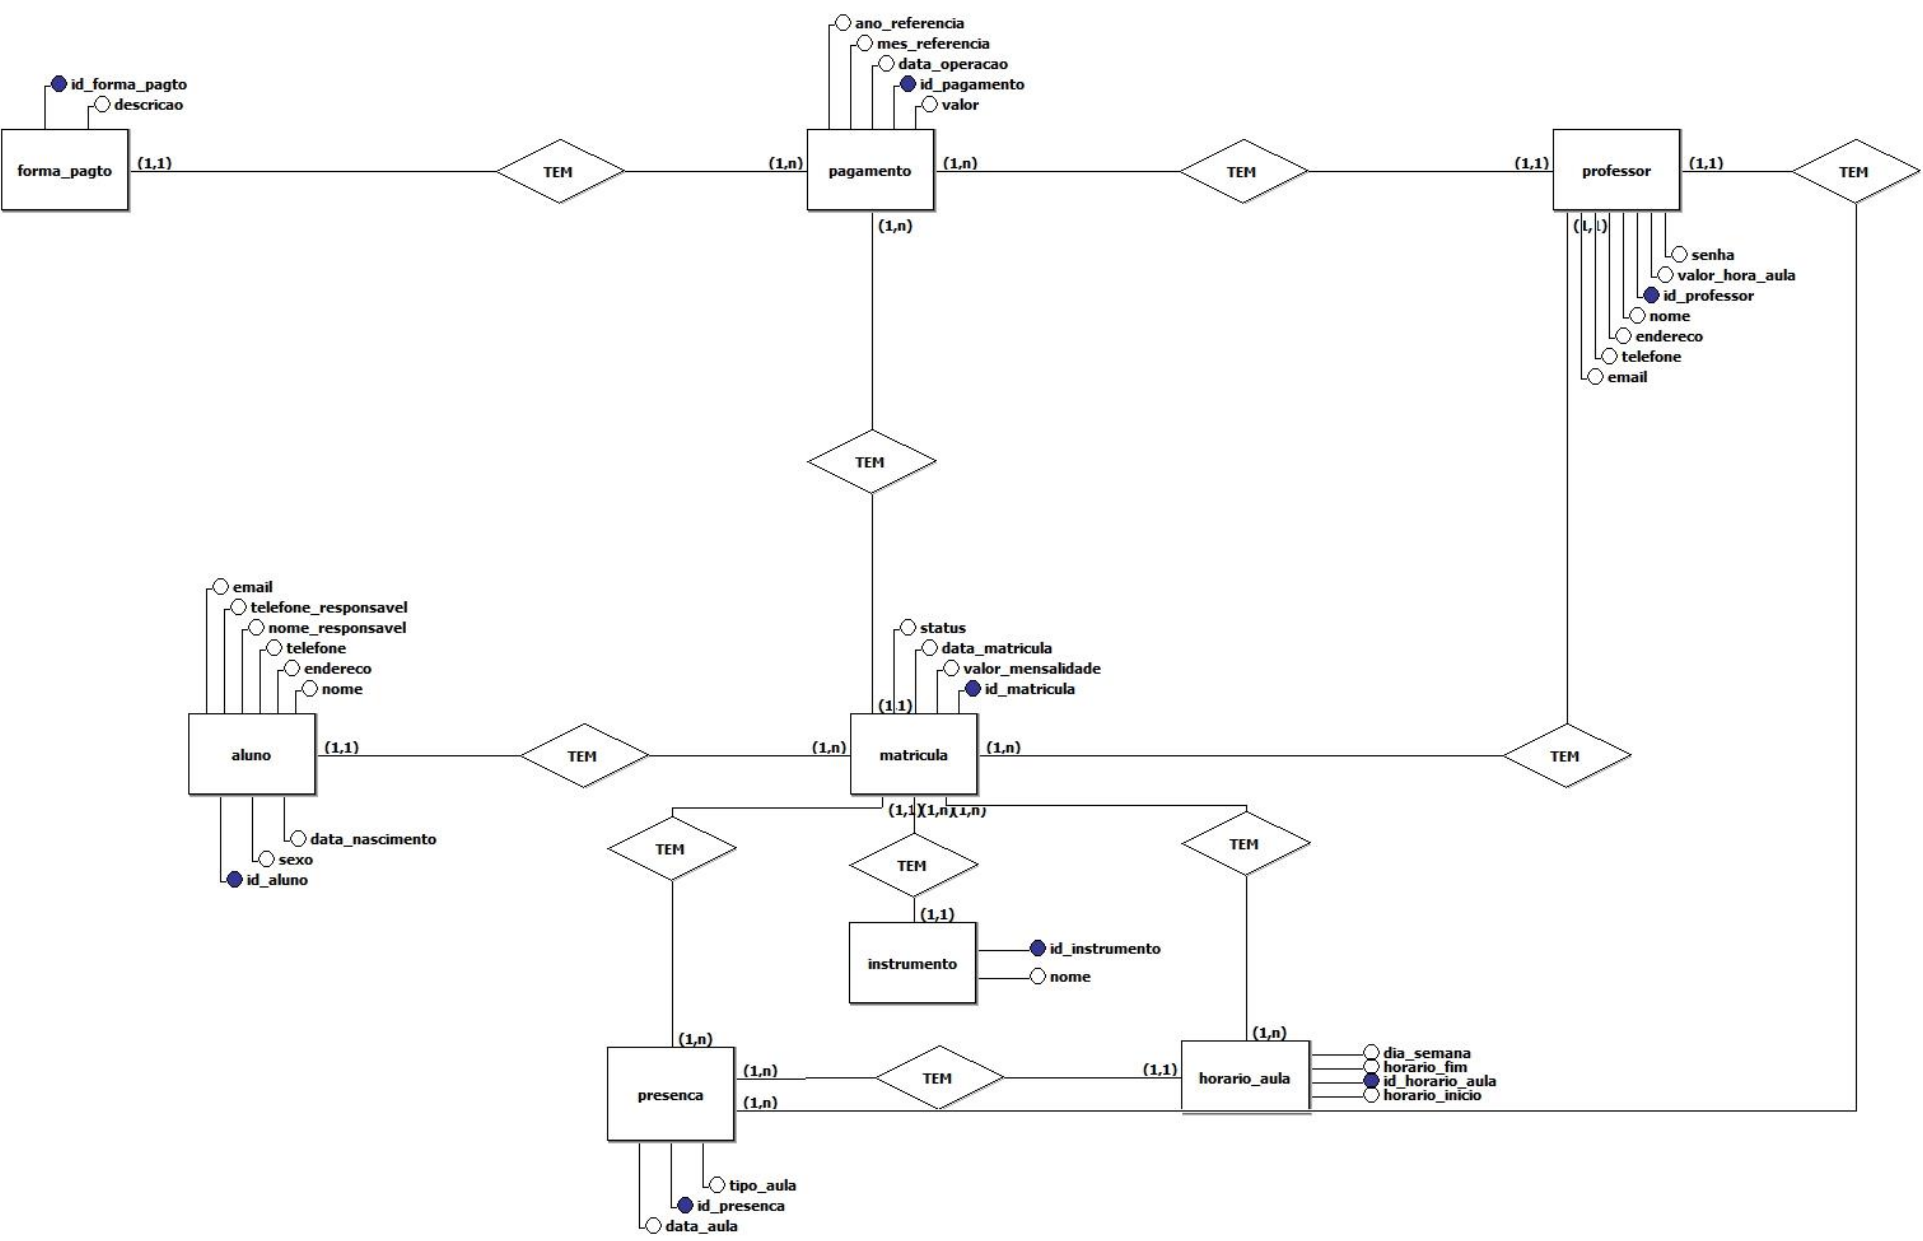 ano_referencia
mes_referencia
data_operacao
id_pagamento
valor
id_forma_pagto
descricao
forma_pagto
(1,1)
TEM
(1,n)
pagamento
(1,n)
TEM
(1,1)
professor
(1,1)
TEM
(1,n)
(1,1)
senha
valor_hora_aula
id_professor
nome
endereco
telefone
email
TEM
email
telefone_responsavel
nome_responsavel
telefone
endereco
nome
status
data_matricula
valor_mensalidade
id_matricula
(1,1)
aluno
(1,1)
TEM
(1,n)
matricula
(1,n)
TEM
data_nascimento
sexo
id_aluno
(1,1)(1,n)(1,n)
TEM
TEM
TEM
(1,1)
instrumento
id_instrumento
nome
(1,n)
(1,n)
presenca
(1,n)
TEM
(1,1)
horario_aula
(1,n)
dia_semana
horario_fim
id_horario_aula
horario_inicio
tipo_aula
id_presenca
data_aula